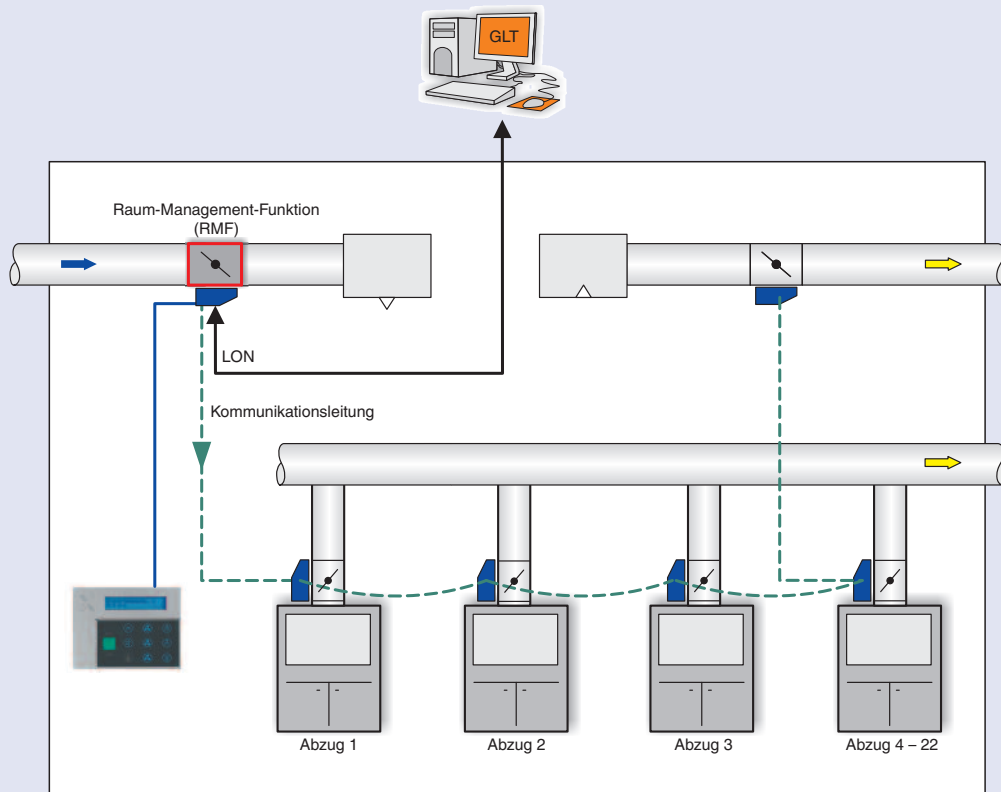 GLT
Raum-Management-Funktion
(RMF)
LON
Kommunikationsleitung
Abzug 1
Abzug 2
Abzug 3
Abzug 4 – 22